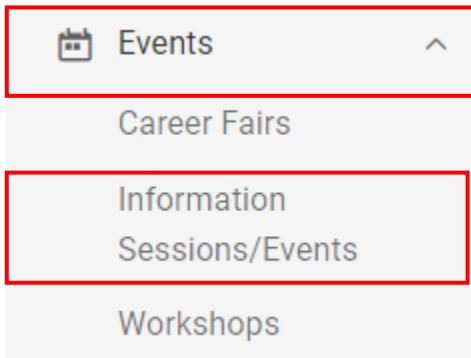 Events
Career Fairs
Information
Sessions/Events
Workshops